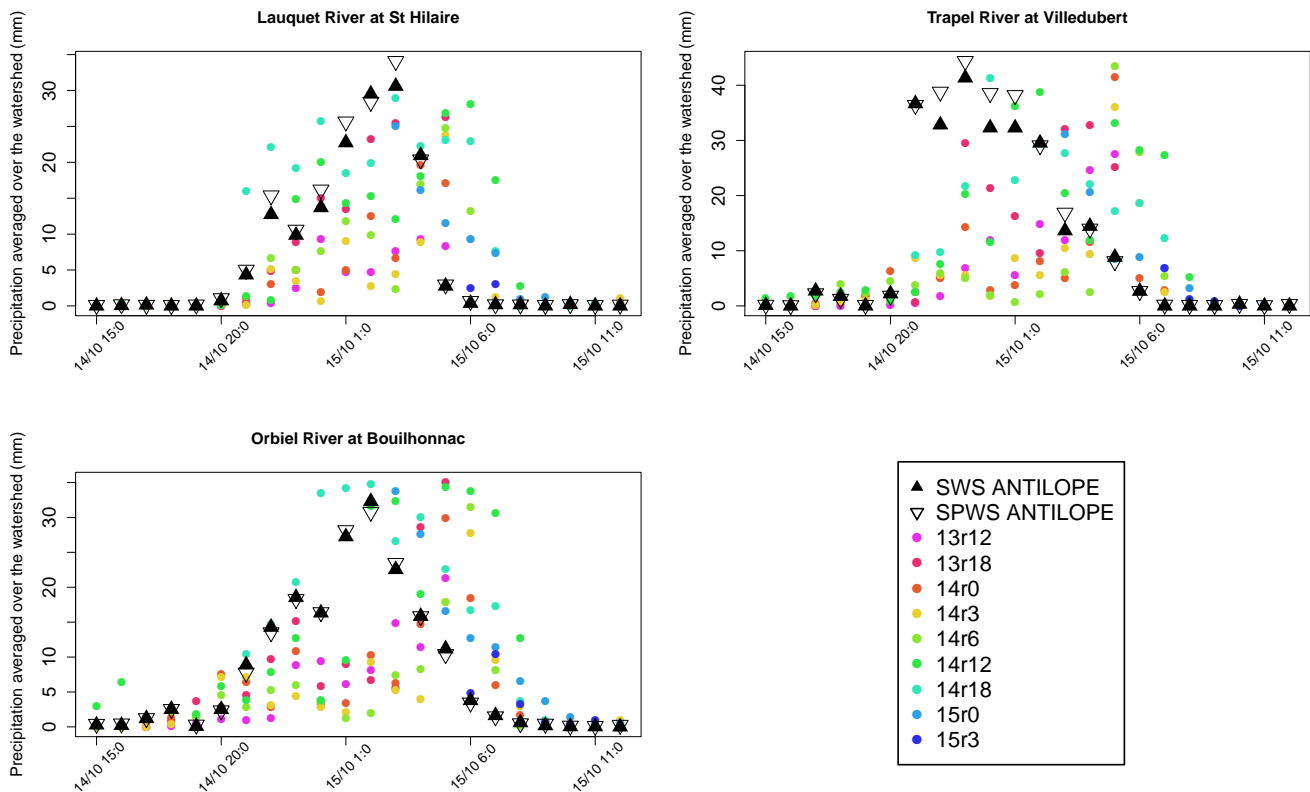 Lauquet River at St Hilaire
Precipitation averaged over the watershed (mm)
30
20
10
5
0
14/10 15:0
14/10 20:0
15/10 1:0
15/10 6:0
15/10 11:0
Trapel River at Villedubert
Precipitation averaged over the watershed (mm)
40
30
20
10
0
14/10 15:0
14/10 20:0
15/10 1:0
15/10 6:0
15/10 11:0
Orbiel River at Bouilhonnac
Precipitation averaged over the watershed (mm)
30
20
10
5
0
14/10 15:0
14/10 20:0
15/10 1:0
15/10 6:0
15/10 11:0
SWS ANTILOPE
SPWS ANTILOPE
13r12
13r18
14r0
14r3
14r6
14r12
14r18
15r0
15r3